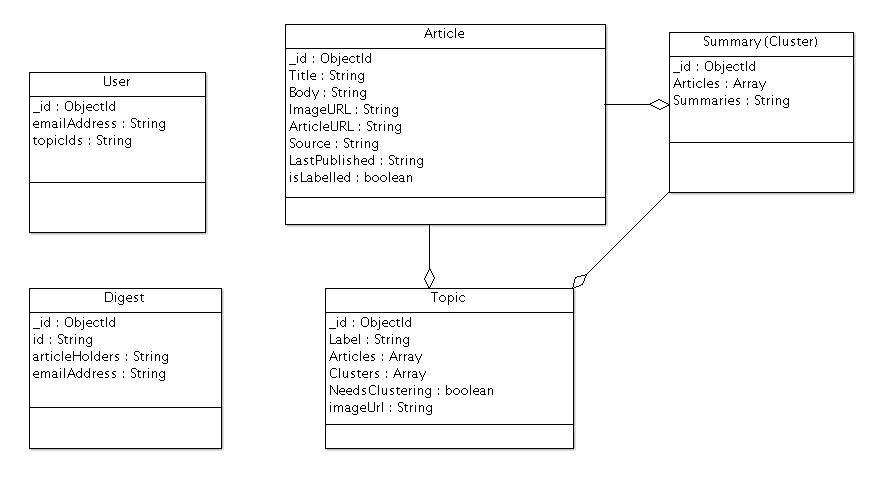 User
_id : ObjectId
emailAddress : String
topicIds : String
Article
_id : ObjectId
Title : String
Body : String
ImageURL : String
ArticleURL : String
Source : String
LastPublished : String
isLabelled : boolean
Summary (Cluster)
_id : ObjectId
Articles : Array
Summaries : String
Digest
_id : ObjectId
id : String
articleHolders : String
emailAddress : String
Topic
_id : ObjectId
Label : String
Articles : Array
Clusters : Array
NeedsClustering : boolean
imageUrl : String